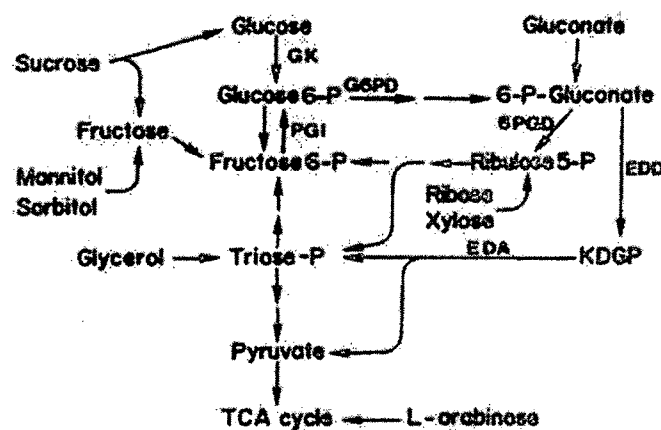 Glucose
Gluconate
Sucrose
GK
Glucose 6-P
G6PD
6-P-Gluconate
Fructose
PGI
6PGD
Fructose 6-P
Ribulose 5-P
EDD
Mannitol
Sorbitol
Ribose
Xylose
Glycerol
Triose-P
EDA
KDGP
Pyruvate
TCA cycle
L-arabinose